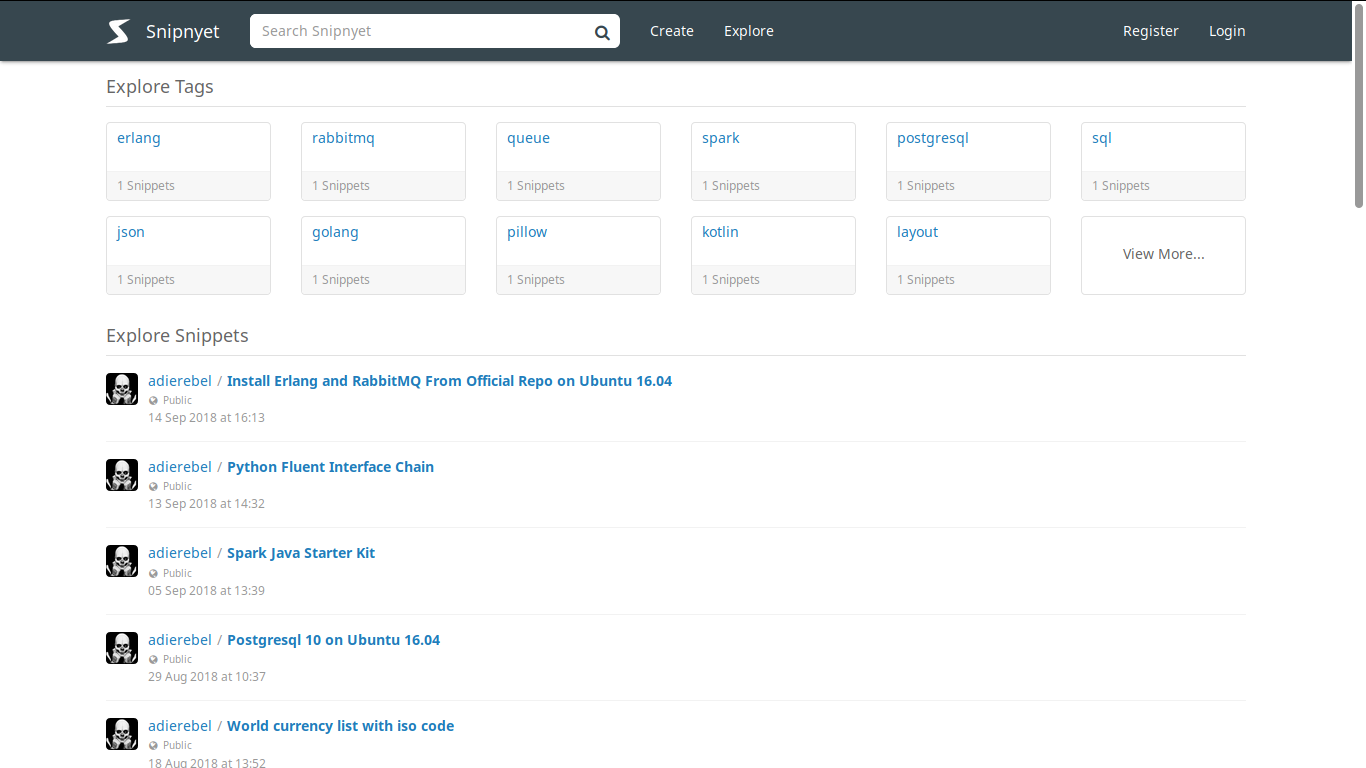 Snipnyet Search Snipnyet Create Explore Register Login
Explore Tags
erlang rabbitmq queue spark postgresql sql
1 Snippets 1 Snippets 1 Snippets 1 Snippets 1 Snippets 1 Snippets
json golang pillow kotlin layout View More...
1 Snippets 1 Snippets 1 Snippets 1 Snippets 1 Snippets
Explore Snippets
adierebel / Install Erlang and RabbitMQ From Official Repo on Ubuntu 16.04
Public
14 Sep 2018 at 16:13
adierebel / Python Fluent Interface Chain
Public
13 Sep 2018 at 14:32
adierebel / Spark Java Starter Kit
Public
05 Sep 2018 at 13:39
adierebel / Postgresql 10 on Ubuntu 16.04
Public
29 Aug 2018 at 10:37
adierebel / World currency list with iso code
Public
18 Aug 2018 at 13:52